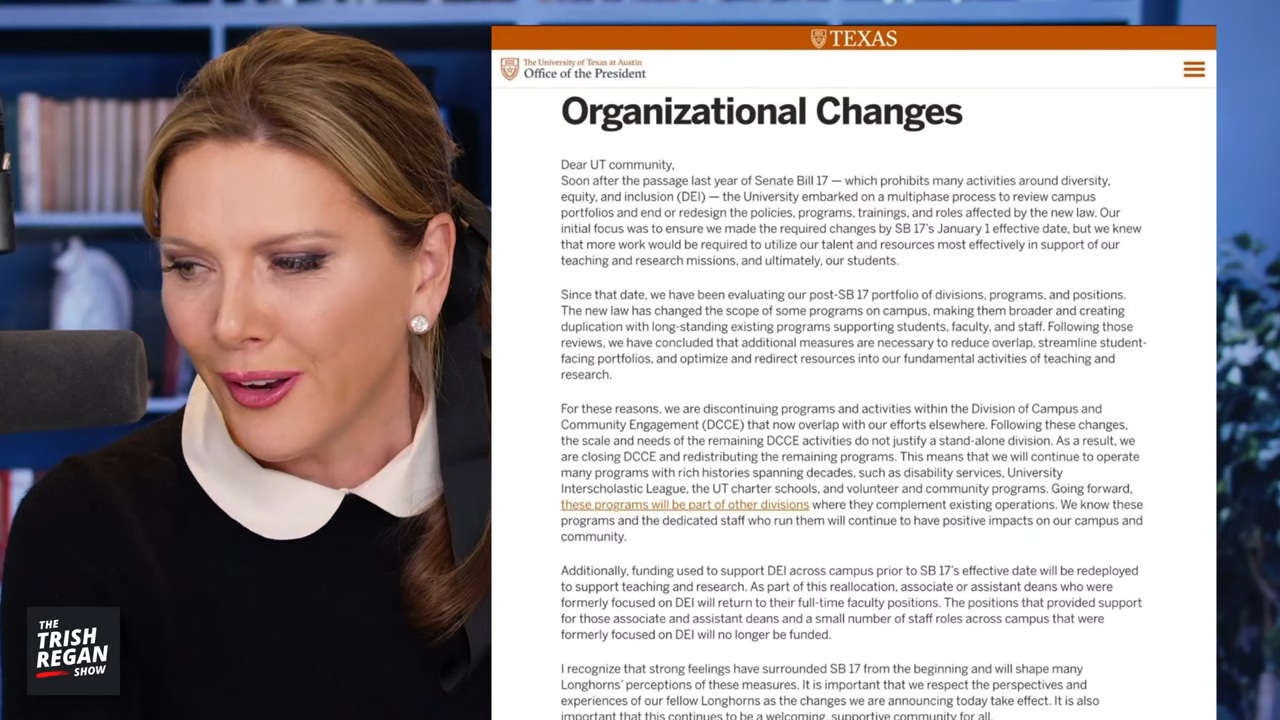 TEXAS
The University of Texas at Austin
Office of the President
Organizational Changes
Dear UT community,
Soon after the passage last year of Senate Bill 17 — which prohibits many activities around diversity,
equity, and inclusion (DEI) — the University embarked on a multiphase process to review campus
portfolios and end or redesign the policies, programs, trainings, and roles affected by the new law. Our
initial focus was to ensure we made the required changes by SB 17's January 1 effective date, but we knew
that more work would be required to utilize our talent and resources most effectively in support of our
teaching and research missions, and ultimately, our students.
Since that date, we have been evaluating our post-SB 17 portfolio of divisions, programs, and positions.
The new law has changed the scope of some programs on campus, making them broader and creating
duplication with long-standing existing programs supporting students, faculty, and staff. Following those
reviews, we have concluded that additional measures are necessary to reduce overlap, streamline student-
facing portfolios, and optimize and redirect resources into our fundamental activities of teaching and
research.
For these reasons, we are discontinuing programs and activities within the Division of Campus and
Community Engagement (DCCE) that now overlap with our efforts elsewhere. Following these changes,
the scale and needs of the remaining DCCE activities do not justify a stand-alone division. As a result, we
are closing DCCE and redistributing the remaining programs. This means that we will continue to operate
many programs with rich histories spanning decades, such as disability services, University
Interscholastic League, the UT charter schools, and volunteer and community programs. Going forward,
these programs will be part of other divisions where they complement existing operations. We know these
programs and the dedicated staff who run them will continue to have positive impacts on our campus and
community.
Additionally, funding used to support DEI across campus prior to SB 17's effective date will be redeployed
to support teaching and research. As part of this reallocation, associate or assistant deans who were
formerly focused on DEI will return to their full-time faculty positions. The positions that provided support
for those associate and assistant deans and a small number of staff roles across campus that were
formerly focused on DEI will no longer be funded.
I recognize that strong feelings have surrounded SB 17 from the beginning and will shape many
Longhorns' perceptions of these measures. It is important that we respect the perspectives and
experiences of our fellow Longhorns as the changes we are announcing today take effect. It is also
important that this continues to be a welcoming, supportive community for all.
THE
TRISH
REGAN
SHOW